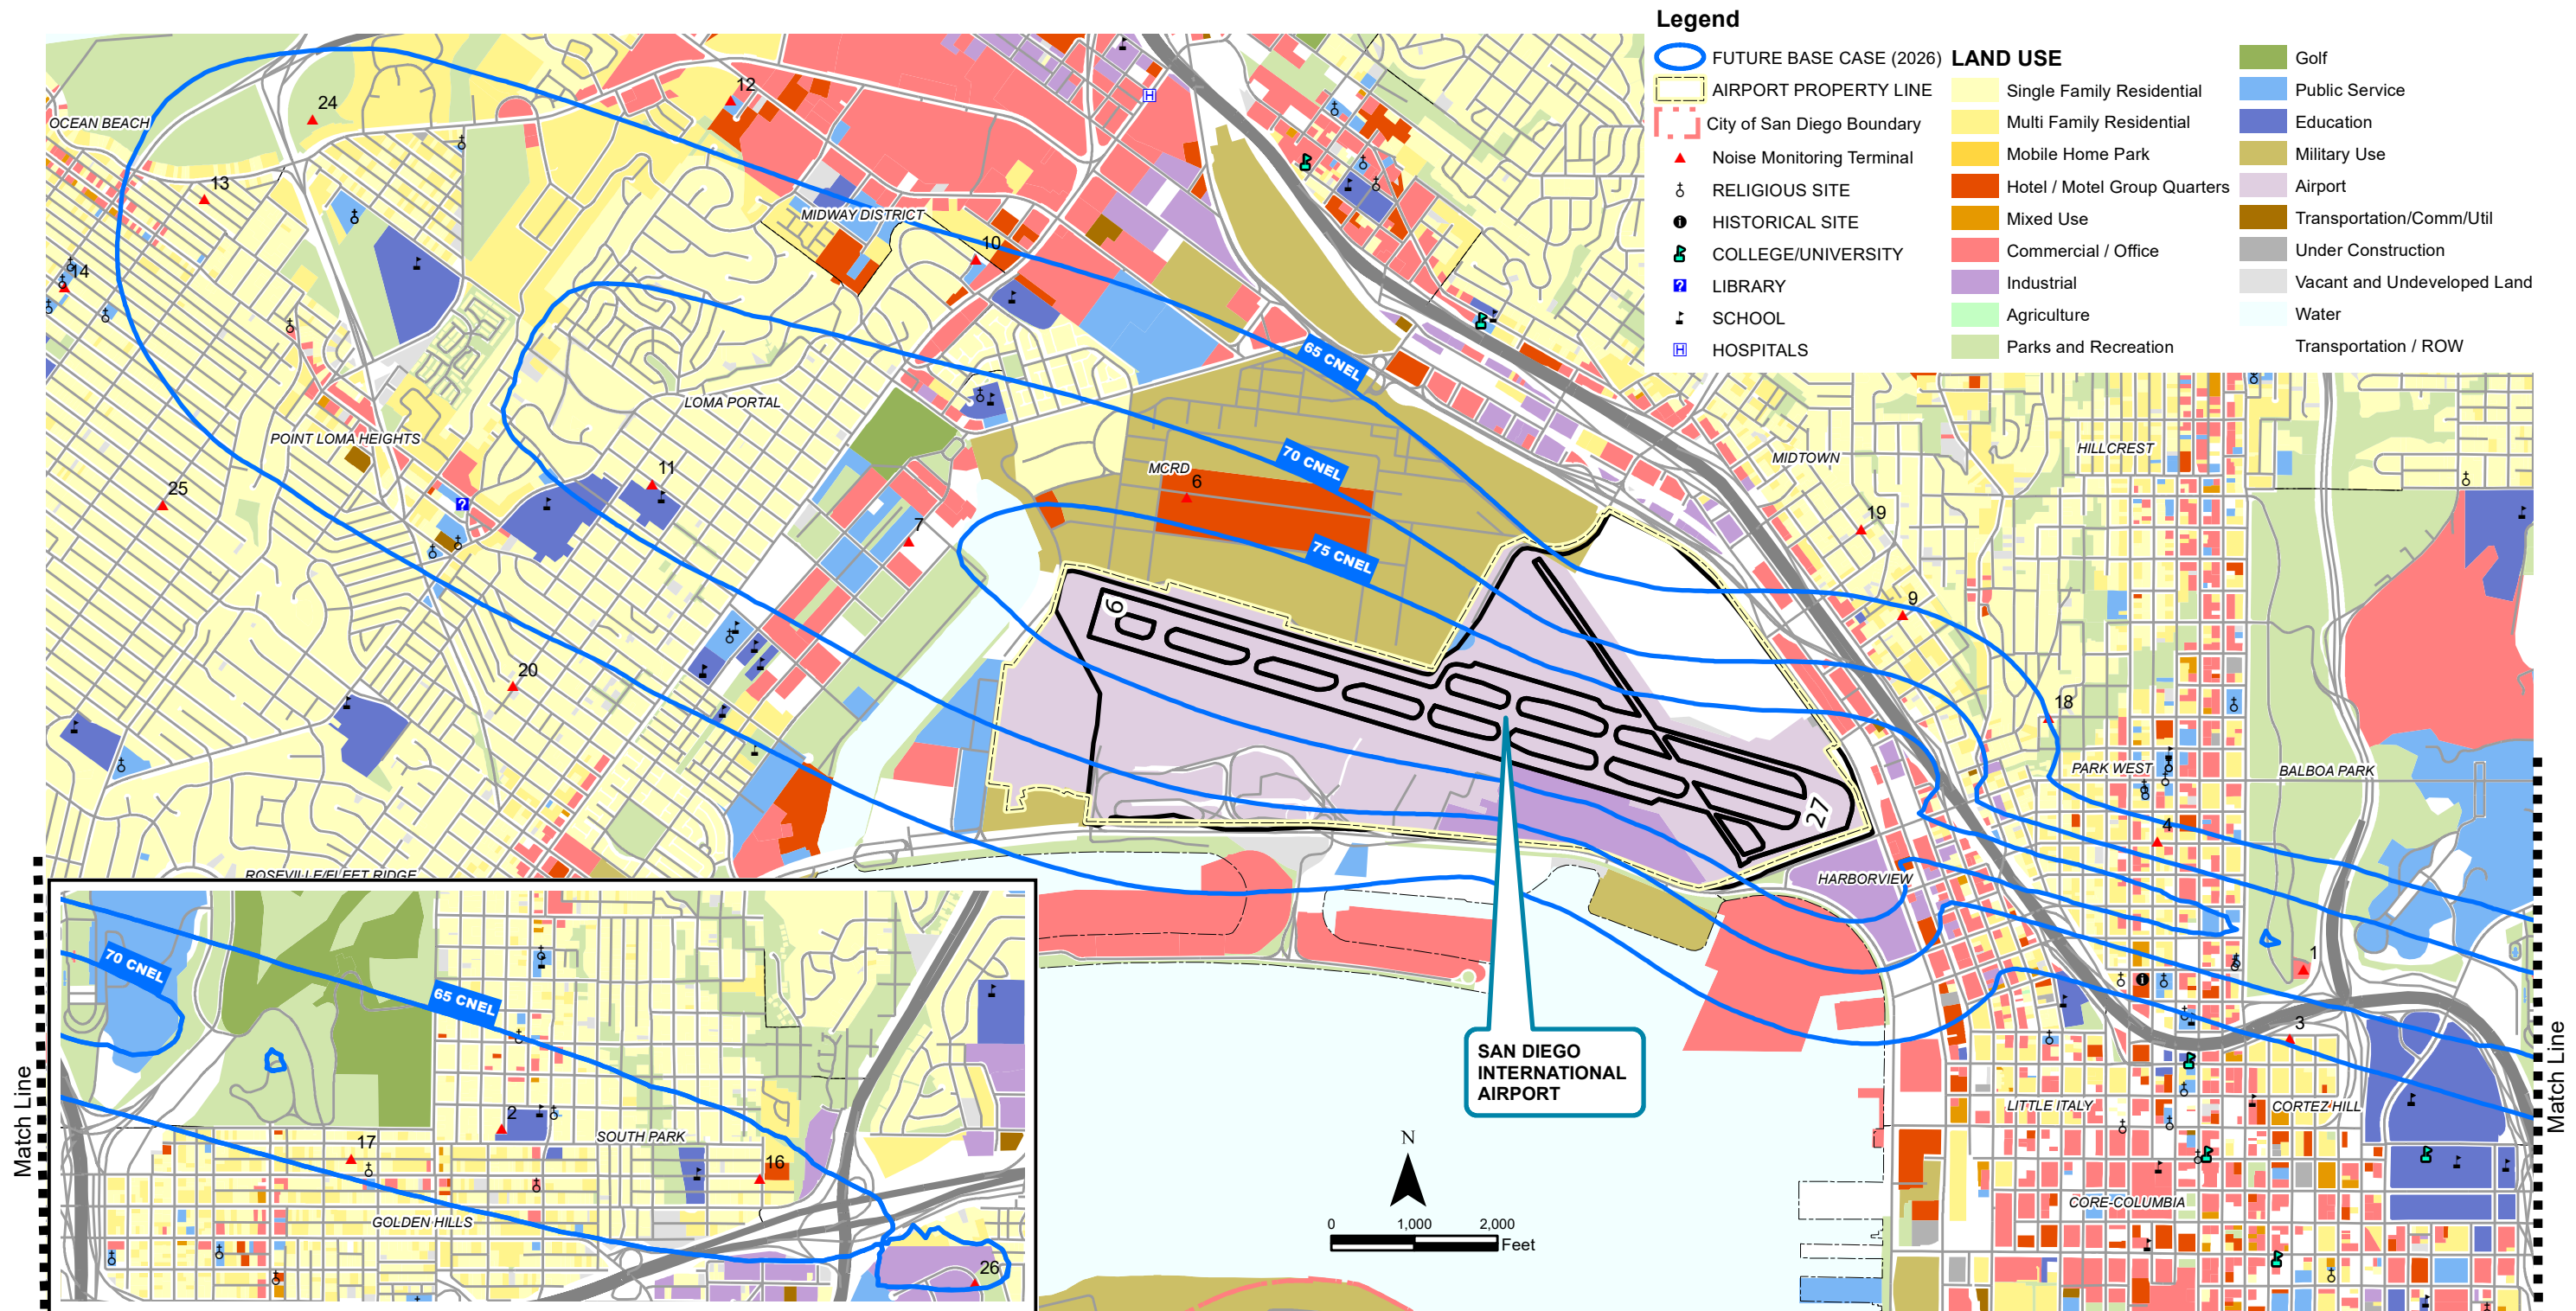 Legend
FUTURE BASE CASE (2026)
AIRPORT PROPERTY LINE
City of San Diego Boundary
Noise Monitoring Terminal
RELIGIOUS SITE
HISTORICAL SITE
COLLEGE/UNIVERSITY
LIBRARY
SCHOOL
HOSPITALS
LAND USE
Single Family Residential
Multi Family Residential
Mobile Home Park
Hotel / Motel Group Quarters
Mixed Use
Commercial / Office
Industrial
Agriculture
Parks and Recreation
Golf
Public Service
Education
Military Use
Airport
Transportation/Comm/Util
Under Construction
Vacant and Undeveloped Land
Water
Transportation / ROW
OCEAN BEACH
24
12
H
13
MIDWAY DISTRICT
10
14
65 CNEL
LOMA PORTAL
POINT LOMA HEIGHTS
11
25
?
MCRD
6
70 CNEL
7
75 CNEL
MIDTOWN
HILLCREST
19
9
9
20
18
PARK WEST
BALBOA PARK
27
4
HARBORVIEW
ROSEVILLE/FLEET RIDGE
1
3
SAN DIEGO
INTERNATIONAL
AIRPORT
LITTLE ITALY
CORTEZ HILL
CORE-COLUMBIA
N
0 1,000 2,000
Feet
Match Line
Match Line
70 CNEL
65 CNEL
2
SOUTH PARK
17
16
GOLDEN HILLS
26